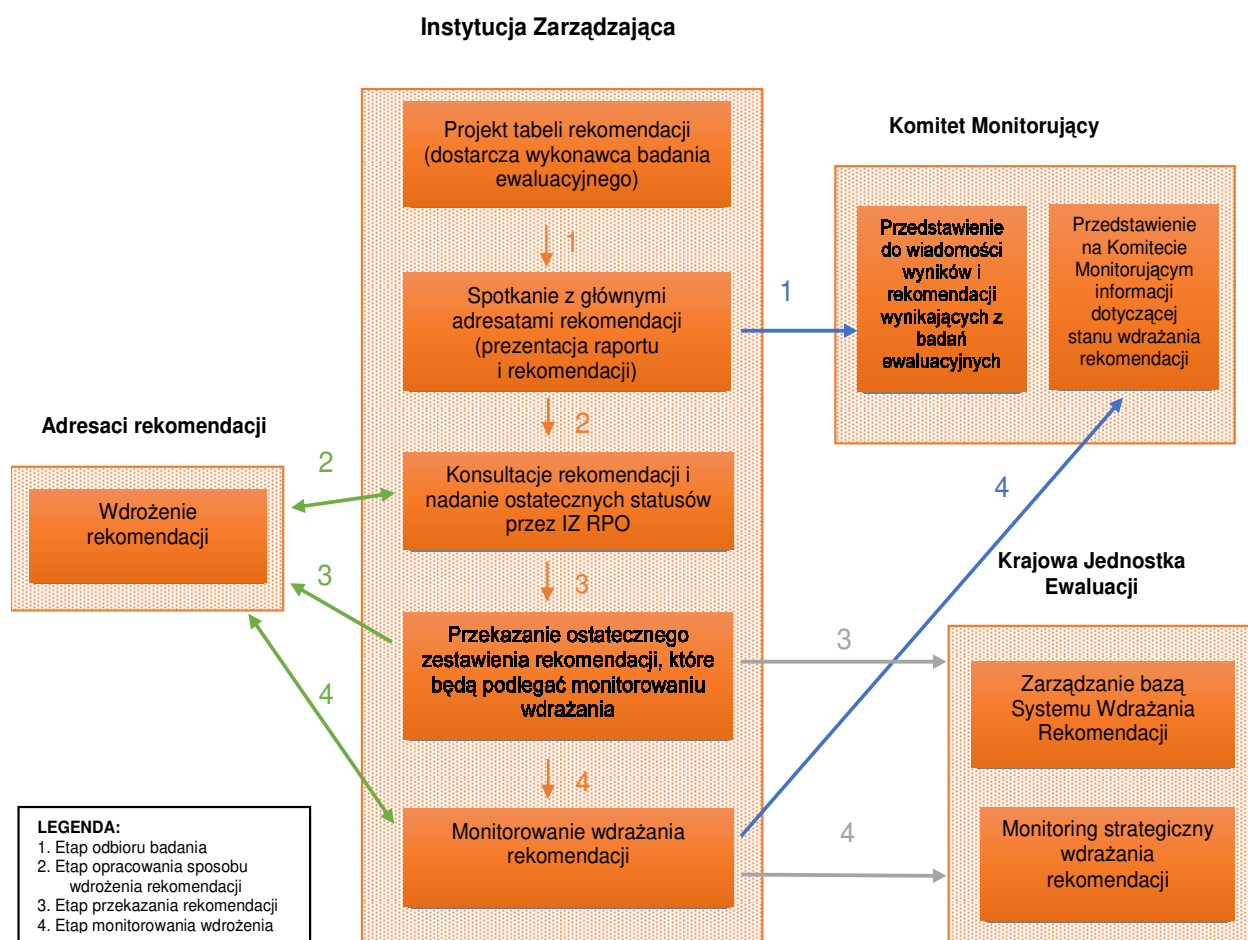 Instytucja Zarządzająca
Projekt tabeli rekomendacji
(dostarcza wykonawca badania
ewaluacyjnego)
1
Spotkanie z głównymi
adresatami rekomendacji
(prezentacja raportu
i rekomendacji)
2
Konsultacje rekomendacji i
nadanie ostatecznych statusów
przez IZ RPO
3
Przekazanie ostatecznego
zestawienia rekomendacji, które
będą podlegać monitorowaniu
wdrażania
4
Monitorowanie wdrażania
rekomendacji
Komitet Monitorujący
1
Przedstawienie
do wiadomości
wyników i
rekomendacji
wynikających z
badań
ewaluacyjnych
Przedstawienie
na Komitecie
Monitorującym
informacji
dotyczącej
stanu wdrażania
rekomendacji
4
Adresaci rekomendacji
Wdrożenie
rekomendacji
2
3
4
Krajowa Jednostka
Ewaluacji
3
Zarządzanie bazą
Systemu Wdrażania
Rekomendacji
4
Monitoring strategiczny
wdrażania
rekomendacji
LEGENDA:
1. Etap odbioru badania
2. Etap opracowania sposobu
wdrożenia rekomendacji
3. Etap przekazania rekomendacji
4. Etap monitorowania wdrożenia